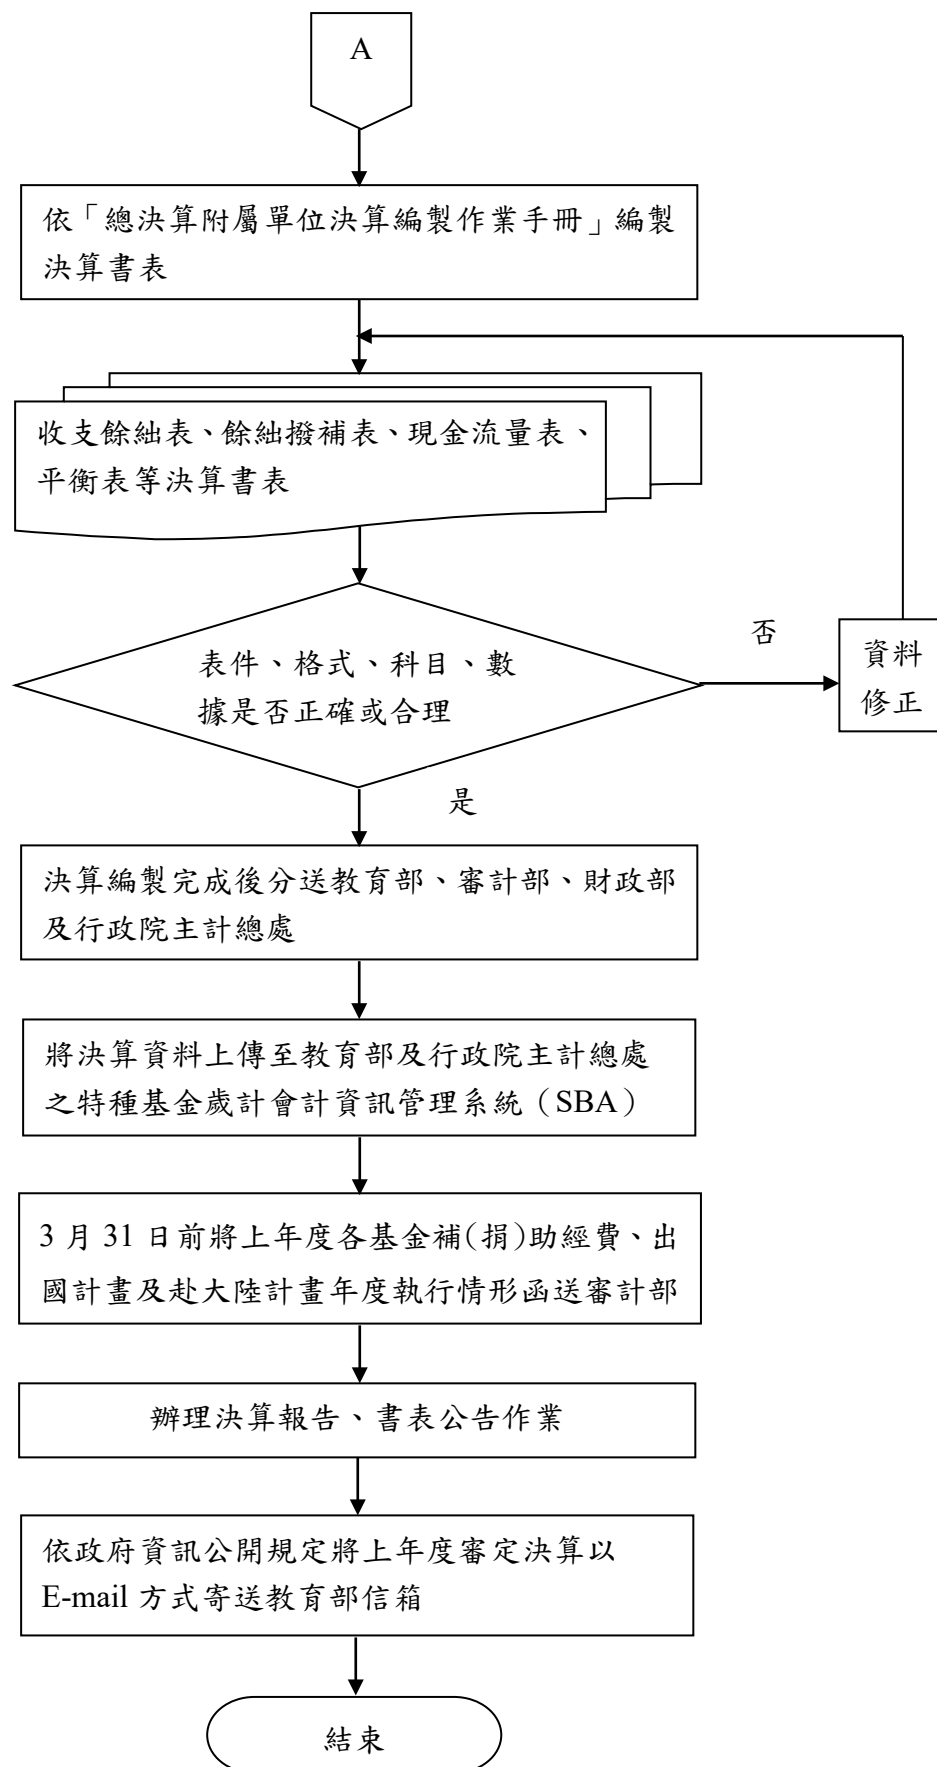 A
依「總決算附屬單位決算編製作業手冊」編製
決算書表
收支餘絀表、餘絀撥補表、現金流量表、
平衡表等決算書表
表件、格式、科目、數
據是否正確或合理
否
資料
修正
是
決算編製完成後分送教育部、審計部、財政部
及行政院主計總處
將決算資料上傳至教育部及行政院主計總處
之特種基金歲計會計資訊管理系統（SBA）
3 月 31 日前將上年度各基金補(捐)助經費、出
國計畫及赴大陸計畫年度執行情形函送審計部
辦理決算報告、書表公告作業
依政府資訊公開規定將上年度審定決算以
E-mail 方式寄送教育部信箱
結束